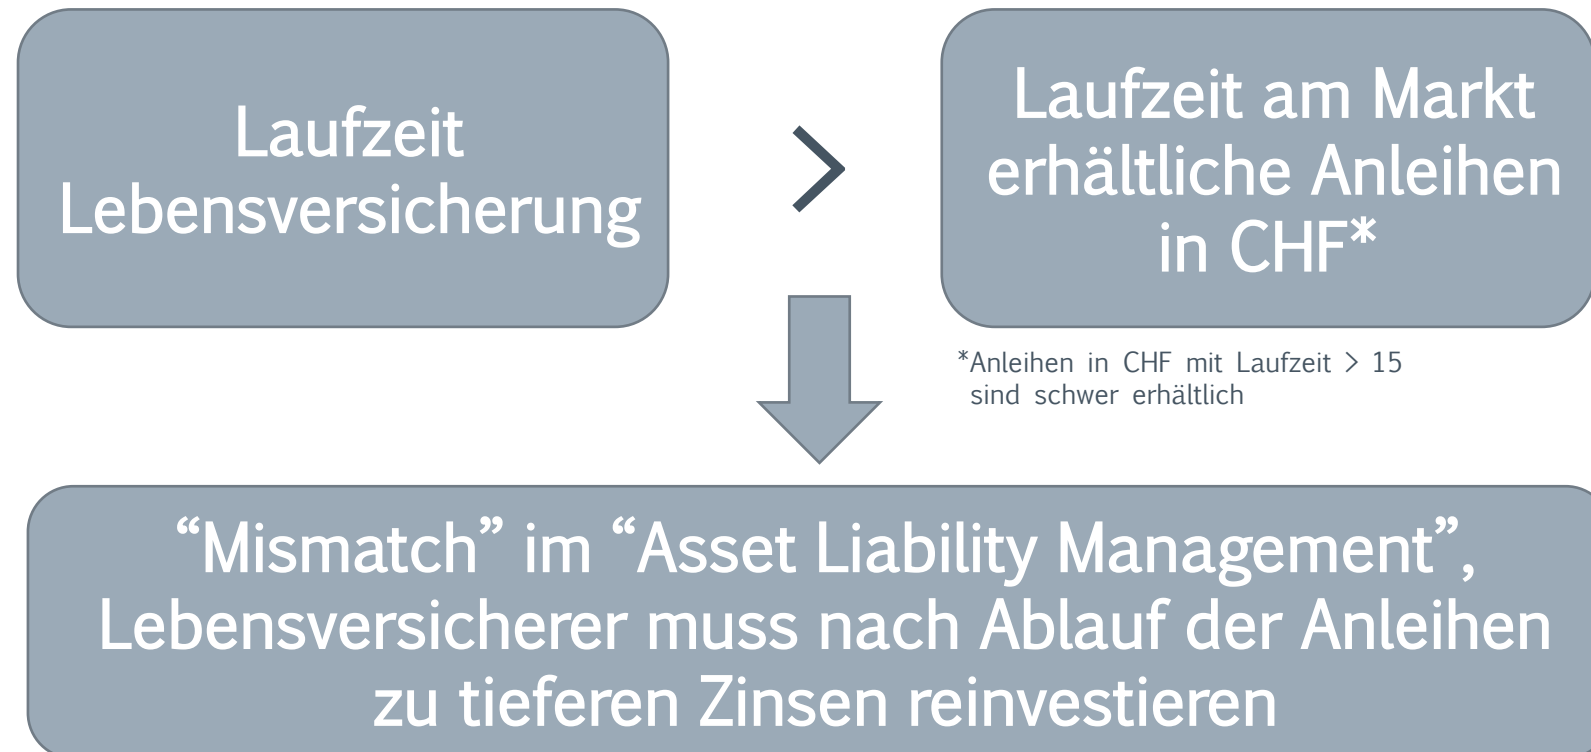 Laufzeit
Lebensversicherung
>
Laufzeit am Markt
erhältliche Anleihen
in CHF*
*Anleihen in CHF mit Laufzeit > 15
sind schwer erhältlich
“Mismatch” im “Asset Liability Management”,
Lebensversicherer muss nach Ablauf der Anleihen
zu tieferen Zinsen reinvestieren